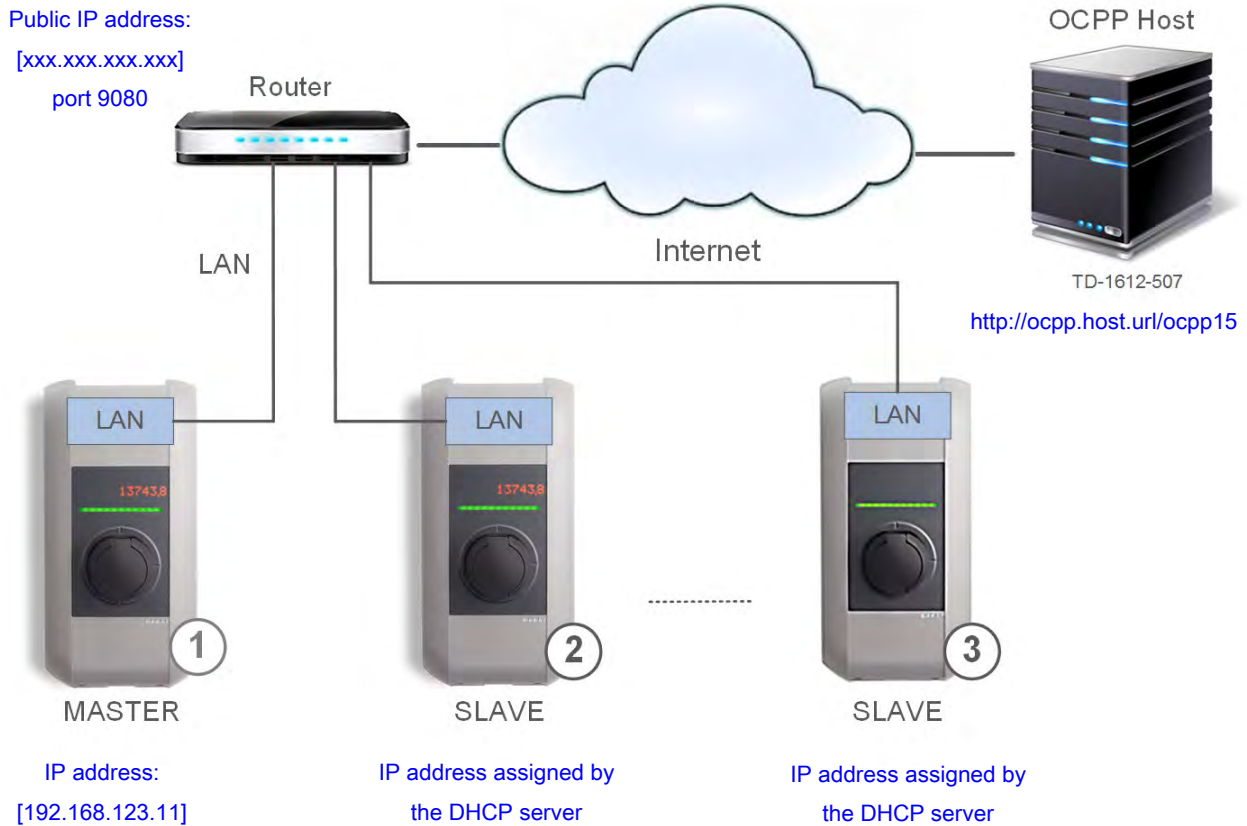 Public IP address:
[xxx.xxx.xxx.xxx]
port 9080
Router
OCPP Host
LAN
Internet
TD-1612-507
http://ocpp.host.url/ocpp15
LAN
LAN
LAN
13743,8
13743,8
1
2
3
MASTER
SLAVE
SLAVE
IP address:
[192.168.123.11]
IP address assigned by
the DHCP server
IP address assigned by
the DHCP server